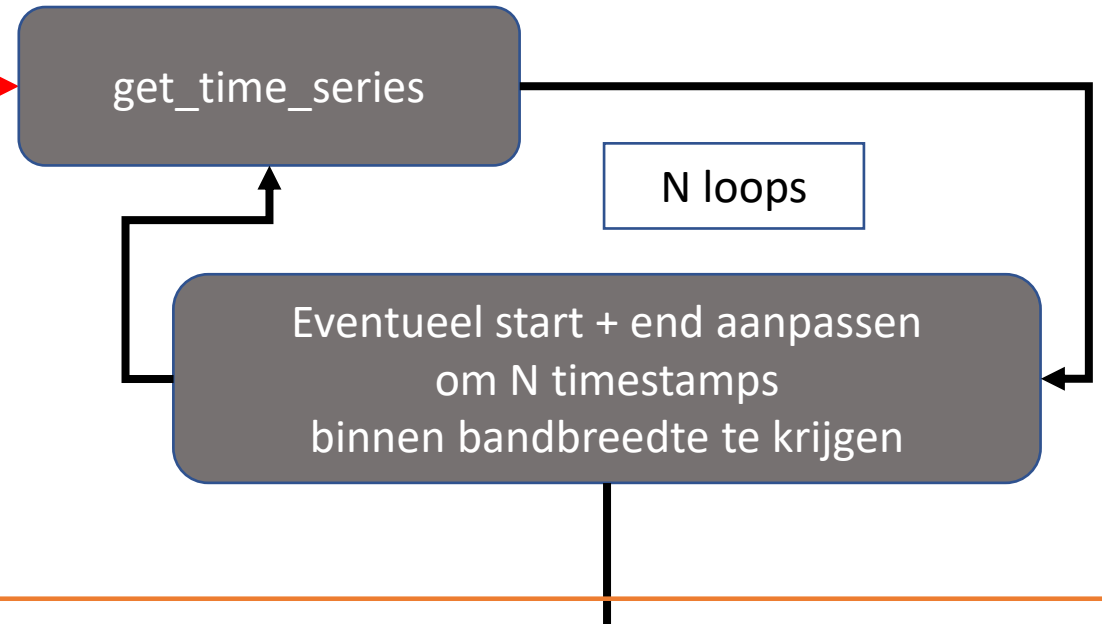 get_time_series
N loops
Eventueel start + end aanpassen
om N timestamps
binnen bandbreedte te krijgen